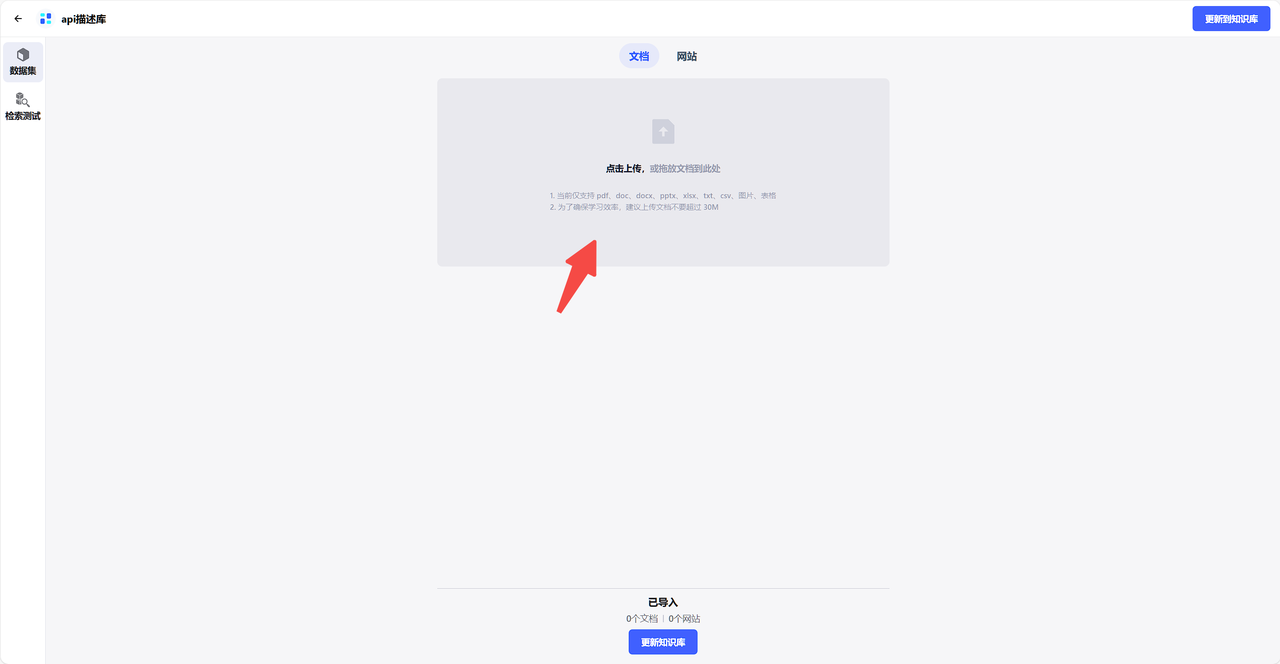 api描述库
更新到知识库
数据集
检索测试
文档 网站
点击上传，或拖放文档到此处
1. 当前仅支持 pdf、doc、docx、pptx、xlsx、txt、csv、图片、表格
2. 为了确保学习效率，建议上传文档不要超过 30M
已导入
0个文档 | 0个网站
更新知识库